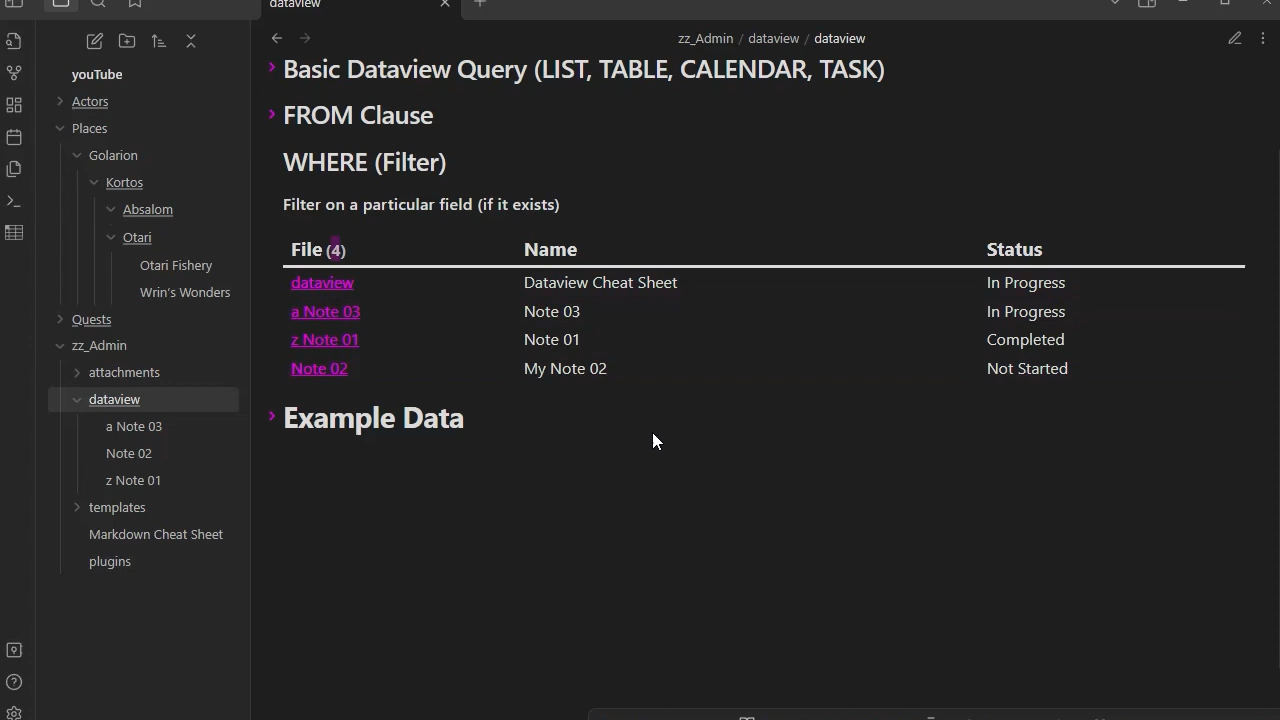 dataview
zz_Admin / dataview / dataview
youTube
Actors
Places
Golarion
Kortos
Absalom
Otari
Otari Fishery
Wrin's Wonders
Quests
zz_Admin
attachments
dataview
a Note 03
Note 02
z Note 01
templates
Markdown Cheat Sheet
plugins
Basic Dataview Query (LIST, TABLE, CALENDAR, TASK)
FROM Clause
WHERE (Filter)
Filter on a particular field (if it exists)
File (4) Name Status
dataview Dataview Cheat Sheet In Progress
a Note 03 Note 03 In Progress
z Note 01 Note 01 Completed
Note 02 My Note 02 Not Started
Example Data